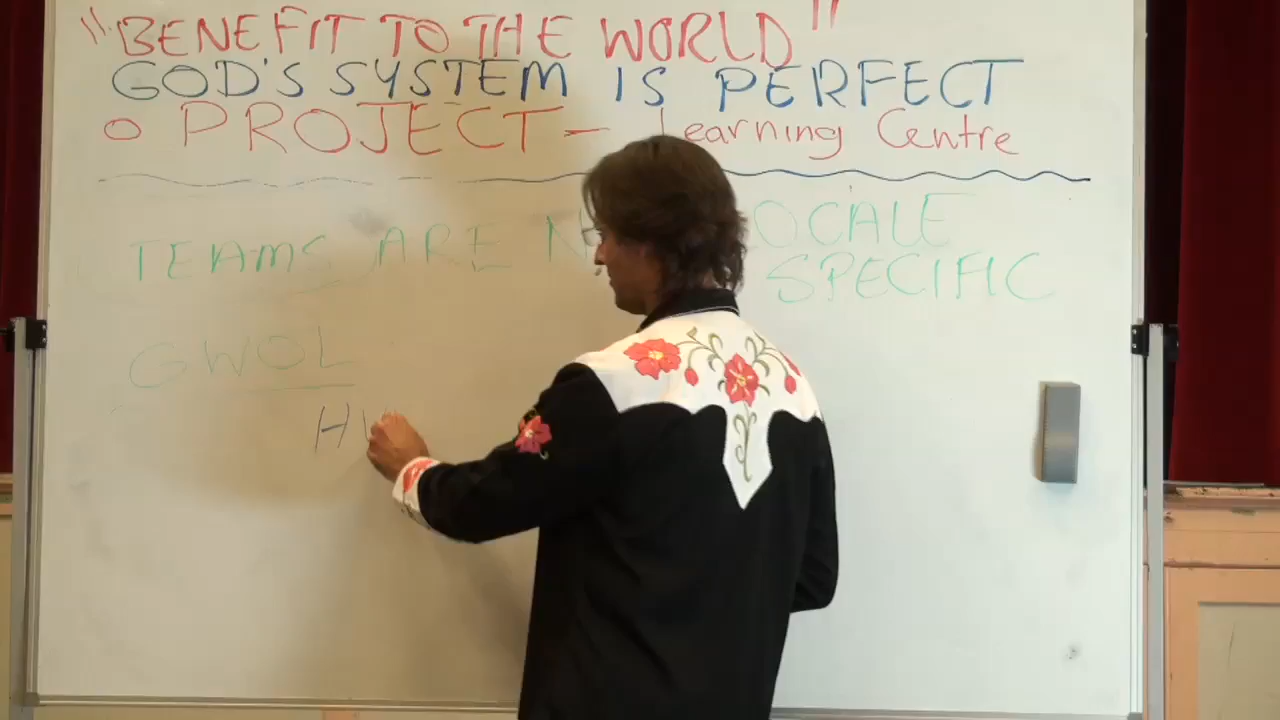 "BENEFIT TO THE WORLD"
GOD'S SYSTEM IS PERFECT
o PROJECT - Learning Centre
TEAMS ARE
SPECIFIC
GWOL